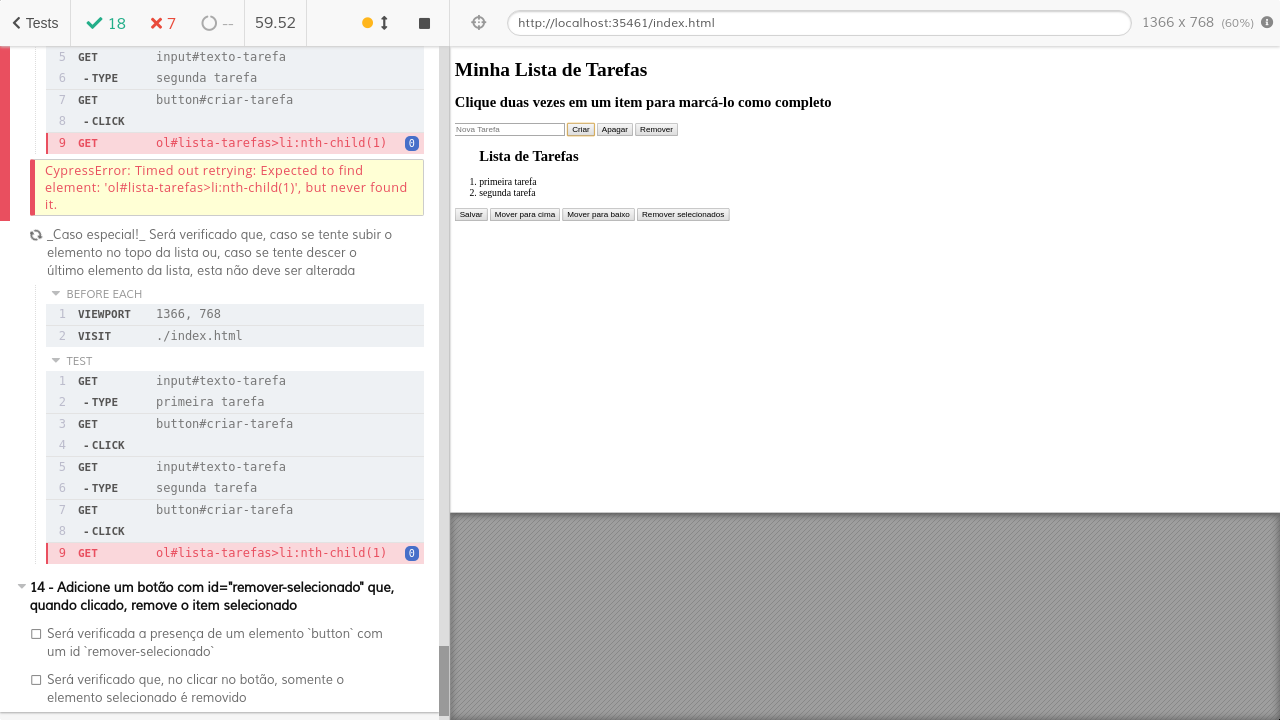 Tests
18
7
--
59.52
http://localhost:35461/index.html
1366 x 768 (60%)
5 GET input#texto-tarefa
6 -TYPE segunda tarefa
7 GET button#criar-tarefa
8 -CLICK
9 GET ol#lista-tarefas>li:nth-child(1) 0
CypressError: Timed out retrying: Expected to find
element: 'ol#lista-tarefas>li:nth-child(1)', but never found
it.
_Caso especial!_ Será verificado que, caso se tente subir o
elemento no topo da lista ou, caso se tente descer o
último elemento da lista, esta não deve ser alterada
BEFORE EACH
1 VIEWPORT 1366, 768
2 VISIT ./index.html
TEST
1 GET input#texto-tarefa
2 -TYPE primeira tarefa
3 GET button#criar-tarefa
4 -CLICK
5 GET input#texto-tarefa
6 -TYPE segunda tarefa
7 GET button#criar-tarefa
8 -CLICK
9 GET ol#lista-tarefas>li:nth-child(1) 0
14 - Adicione um botão com id="remover-selecionado" que,
quando clicado, remove o item selecionado
Será verificada a presença de um elemento `button` com
um id `remover-selecionado`
Será verificado que, no clicar no botão, somente o
elemento selecionado é removido
Minha Lista de Tarefas
Clique duas vezes em um item para marcá-lo como completo
Nova Tarefa Criar Apagar Remover
Lista de Tarefas
1. primeira tarefa
2. segunda tarefa
Salvar Mover para cima Mover para baixo Remover selecionados